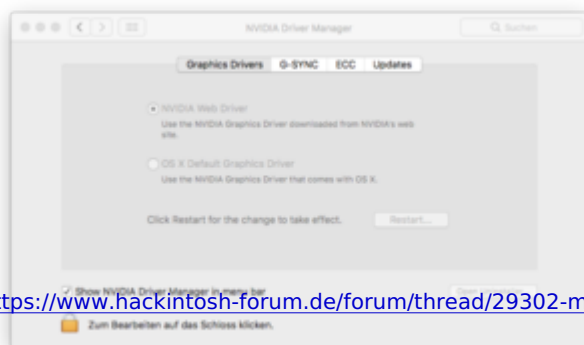 NVIDIA Driver Manager
Suchen
Graphics Drivers G-SYNC ECC Updates
NVIDIA Web Driver
Use the NVIDIA Graphics Driver downloaded from NVIDIA's web
site.
OS X Default Graphics Driver
Use the NVIDIA Graphics Driver that comes with OS X.
Click Restart for the change to take effect. Restart...
Show NVIDIA Driver Manager in menu bar
tps://www.hackintosh-forum.de/forum/thread/29302-m
Zum Bearbeiten auf das Schloss klicken.